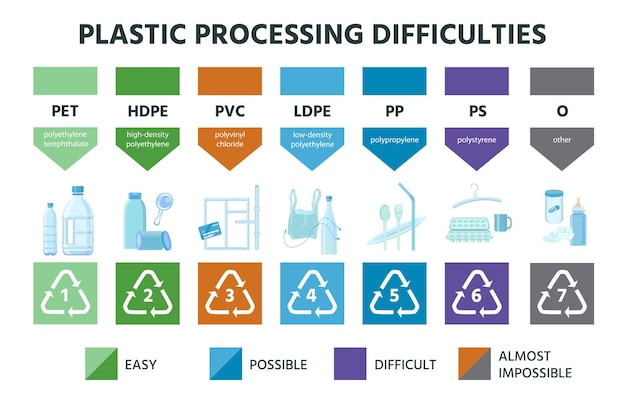 PLASTIC PROCESSING DIFFICULTIES
PET HDPE PVC LDPE PP PS O
polyethylene
terephthalate
high-density
polyethylene
polyvinyl
chloride
low-density
polyethylene
polypropylene
polystyrene
other
1 2 3 4 5 6 7
EASY
POSSIBLE
DIFFICULT
ALMOST
IMPOSSIBLE